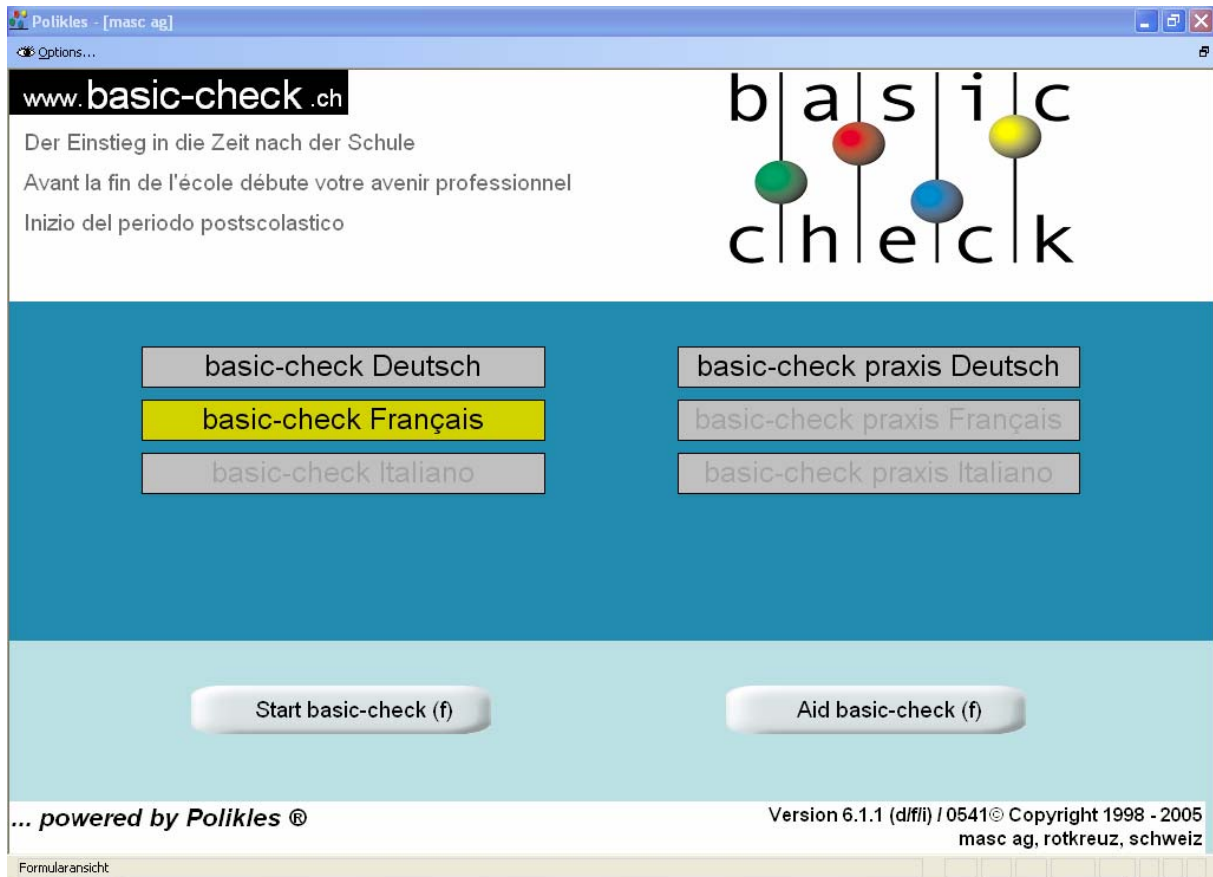 Polikles - [masc ag]
Options...
www.basic-check.ch
Der Einstieg in die Zeit nach der Schule
Avant la fin de l'école débute votre avenir professionnel
Inizio del periodo postscolastico
basic
check
basic-check Deutsch
basic-check praxis Deutsch
basic-check Français
basic-check praxis Français
basic-check Italiano
basic-check praxis Italiano
Start basic-check (f)
Aid basic-check (f)
... powered by Polikles ®
Version 6.1.1 (d/f/i) / 0541© Copyright 1998 - 2005
masc ag, rotkreuz, schweiz
Formularansicht